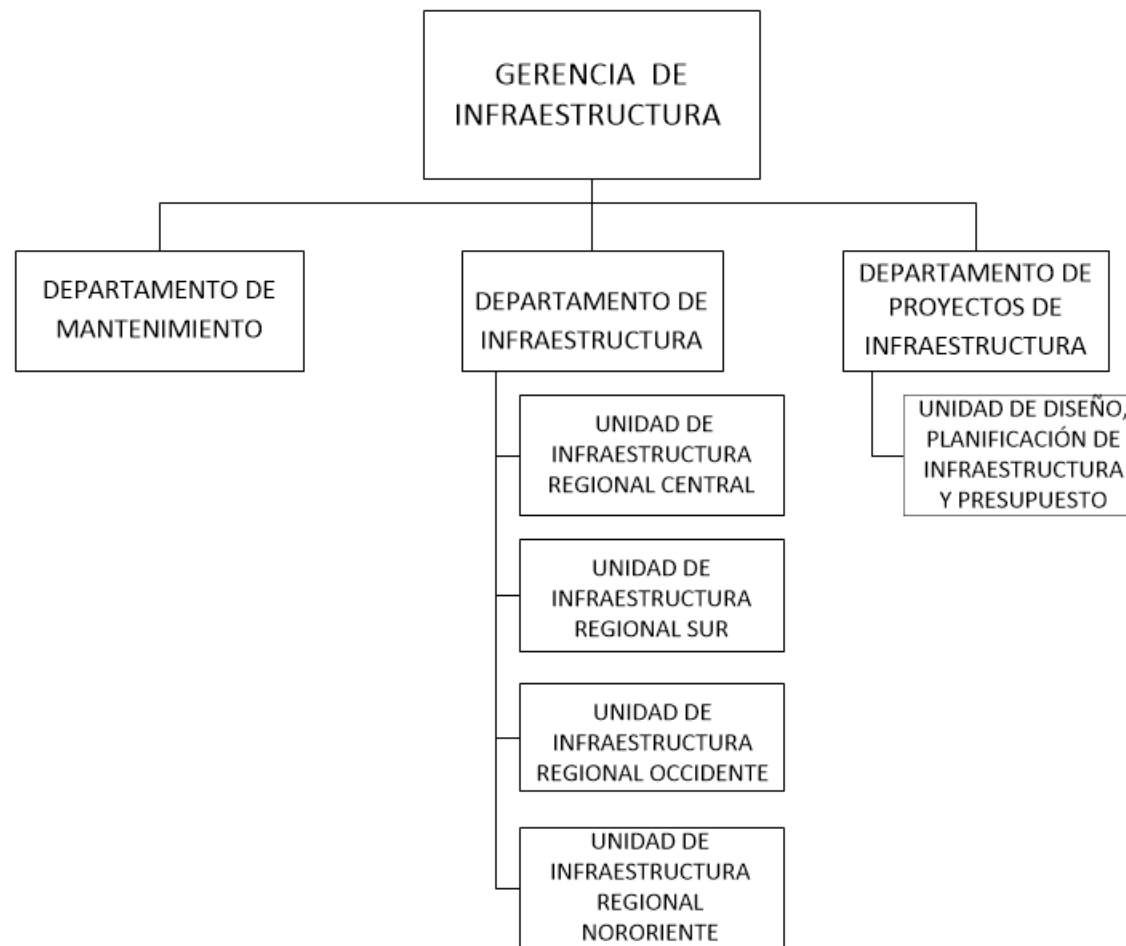 GERENCIA DE
INFRAESTRUCTURA
DEPARTAMENTO DE
MANTENIMIENTO
DEPARTAMENTO DE
INFRAESTRUCTURA
DEPARTAMENTO DE
PROYECTOS DE
INFRAESTRUCTURA
UNIDAD DE
INFRAESTRUCTURA
REGIONAL CENTRAL
UNIDAD DE
INFRAESTRUCTURA
REGIONAL SUR
UNIDAD DE
INFRAESTRUCTURA
REGIONAL OCCIDENTE
UNIDAD DE
INFRAESTRUCTURA
REGIONAL
NORORIENTE
UNIDAD DE DISEÑO,
PLANIFICACIÓN DE
INFRAESTRUCTURA
Y PRESUPUESTO